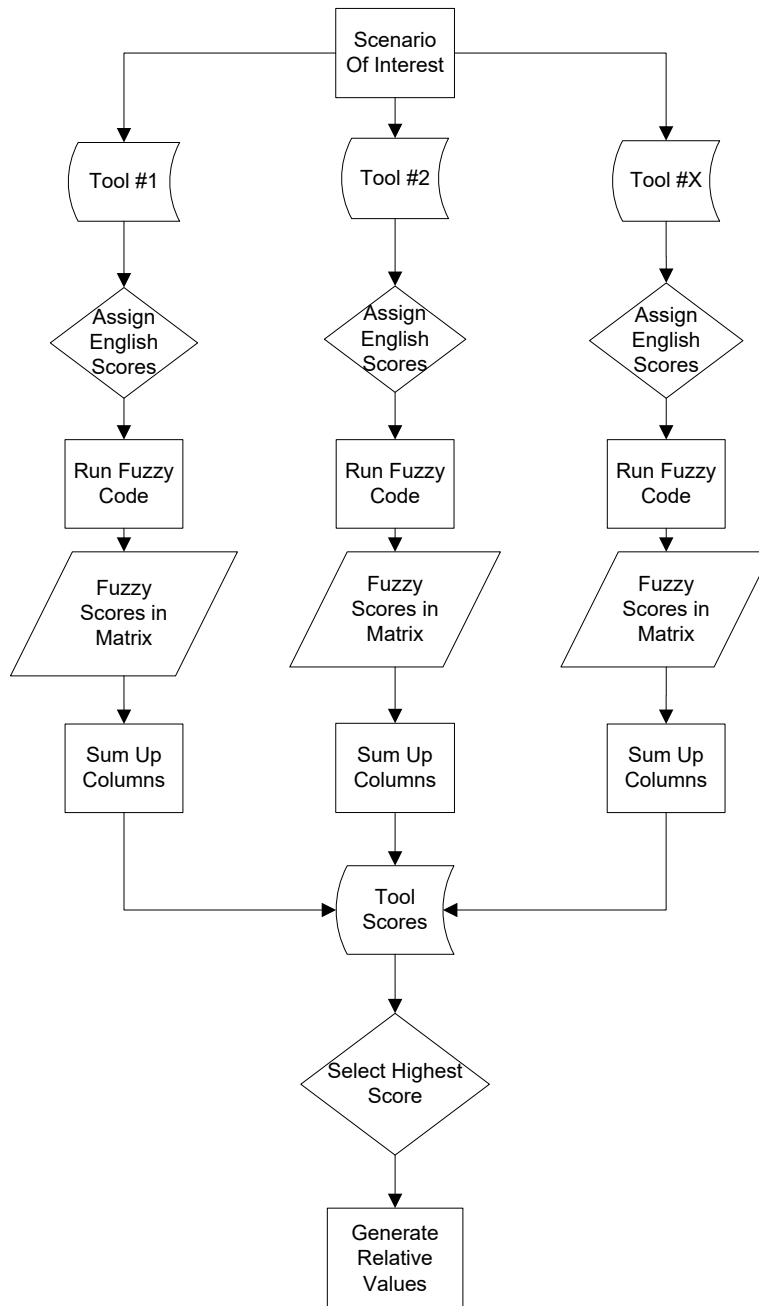 Scenario
Of Interest
Tool #1
Tool #2
Tool #X
Assign
English
Scores
Assign
English
Scores
Assign
English
Scores
Run Fuzzy
Code
Run Fuzzy
Code
Run Fuzzy
Code
Fuzzy
Scores in
Matrix
Fuzzy
Scores in
Matrix
Fuzzy
Scores in
Matrix
Sum Up
Columns
Sum Up
Columns
Sum Up
Columns
Tool
Scores
Select Highest
Score
Generate
Relative
Values